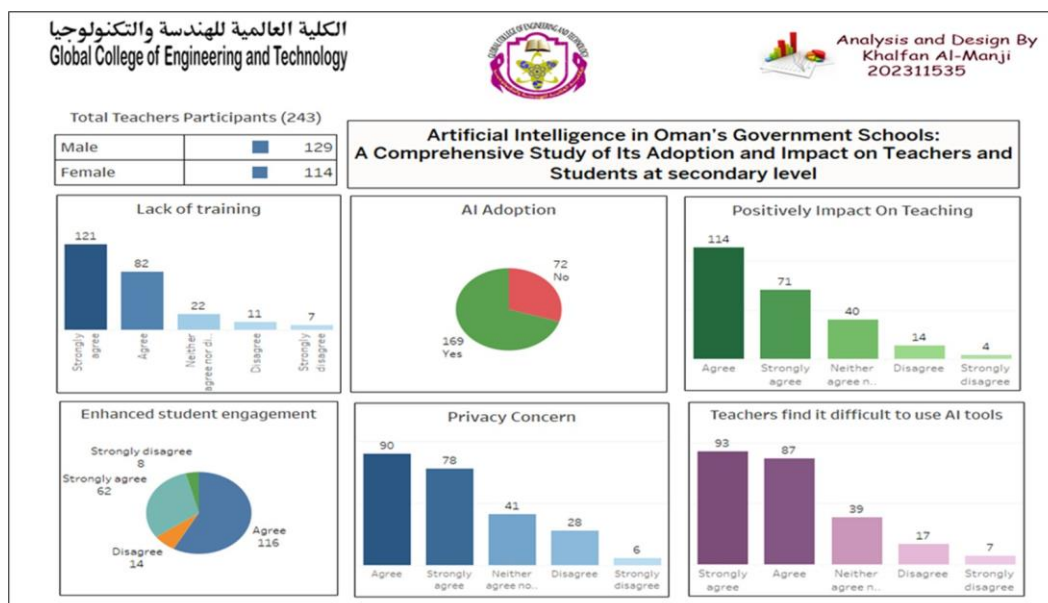 الكلية العالمية للهندسة والتكنولوجيا
Global College of Engineering and Technology
Analysis and Design By
Khalfan Al-Manji
202311535
Total Teachers Participants (243)
Male 129
Female 114
Artificial Intelligence in Oman's Government Schools:
A Comprehensive Study of Its Adoption and Impact on Teachers and
Students at secondary level
Lack of training
121
82
22
11
7
Strongly
agree
Agree
Neither
agree nor di..
Disagree
Strongly
disagree
AI Adoption
72
No
169
Yes
Positively Impact On Teaching
114
71
40
14
4
Agree
Strongly
agree
Neither
agree n..
Disagree
Strongly
disagree
Enhanced student engagement
Strongly disagree
8
Strongly agree
62
Disagree
14
Agree
116
Privacy Concern
90
78
41
28
6
Agree
Strongly
agree
Neither
agree no..
Disagree
Strongly
disagree
Teachers find it difficult to use AI tools
93
87
39
17
7
Strongly
agree
Agree
Neither
agree n..
Disagree
Strongly
disagree